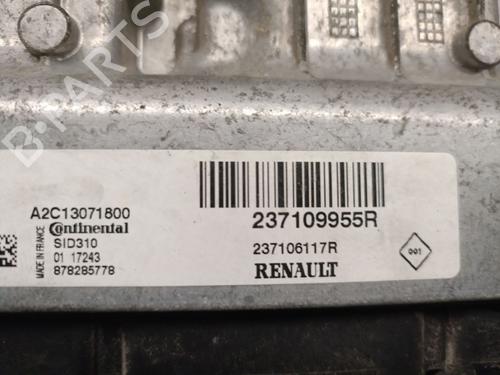 B-PARTS
A2C13071800
Continental
SID310
01 17243
878285778
MADE IN FRANCE
237109955R
237106117R
RENAULT
001